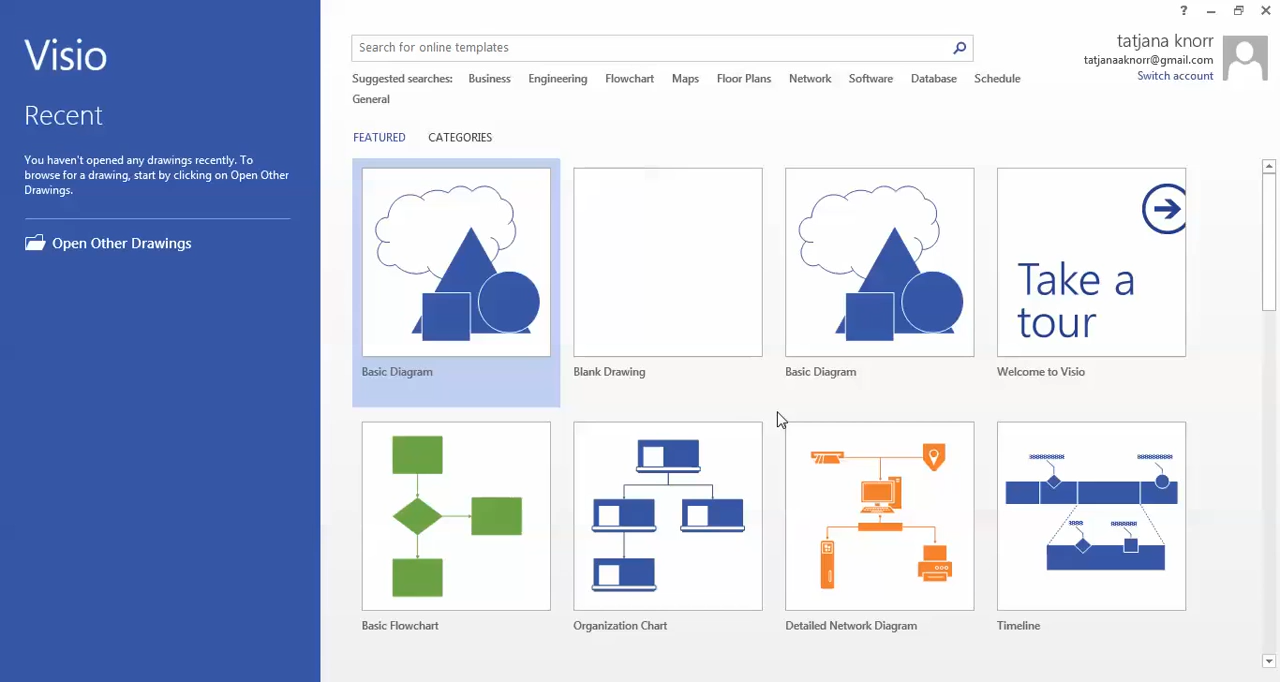 ?
Visio
Recent
You haven't opened any drawings recently. To
browse for a drawing, start by clicking on Open Other
Drawings.
Open Other Drawings
Search for online templates
tatjana knorr
tatjanaaknorr@gmail.com
Switch account
Suggested searches: Business Engineering Flowchart Maps Floor Plans Network Software Database Schedule
General
FEATURED CATEGORIES
Take a
tour
Basic Diagram Blank Drawing Basic Diagram Welcome to Visio
Basic Flowchart Organization Chart Detailed Network Diagram Timeline